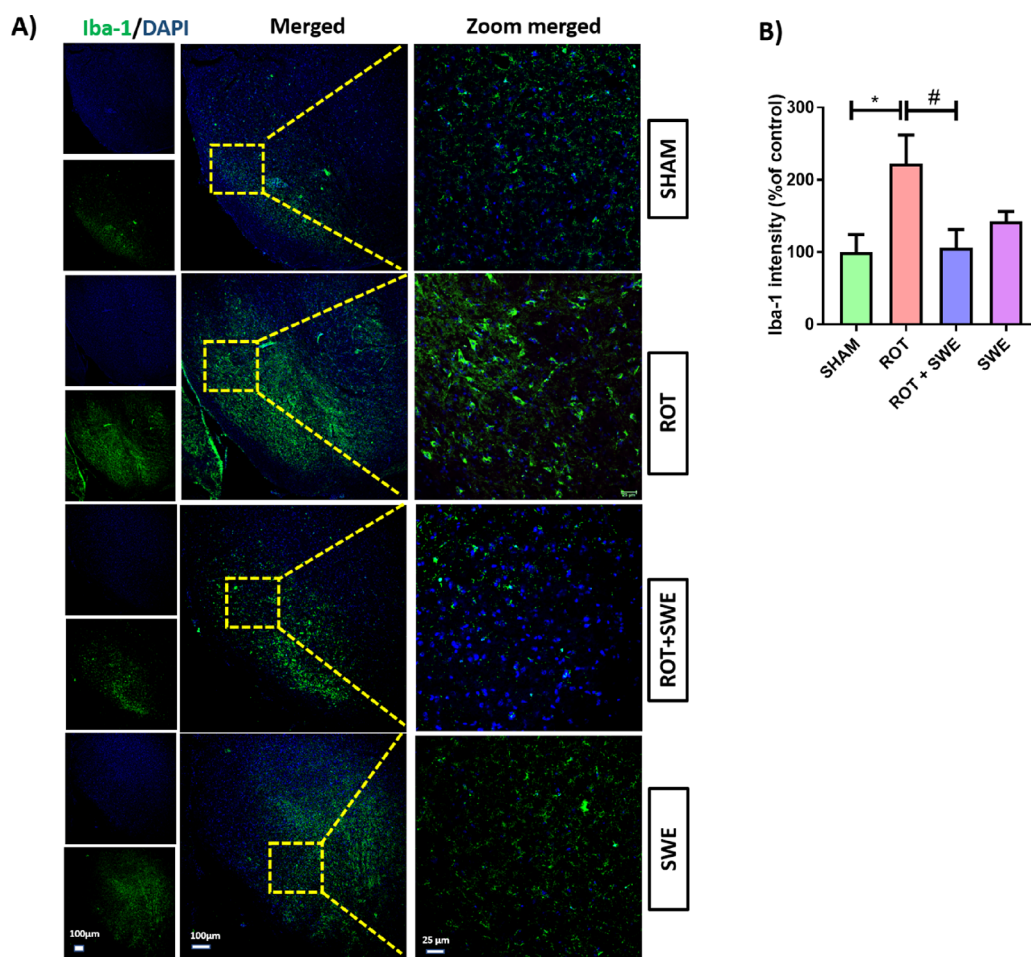 A)
Iba-1/DAPI
Merged
Zoom merged
SHAM
ROT
ROT+SWE
SWE
100µm
100µm
25 µm
B)
Iba-1 intensity (%of control)
300
200
100
0
*
#
SHAM
ROT
ROT + SWE
SWE